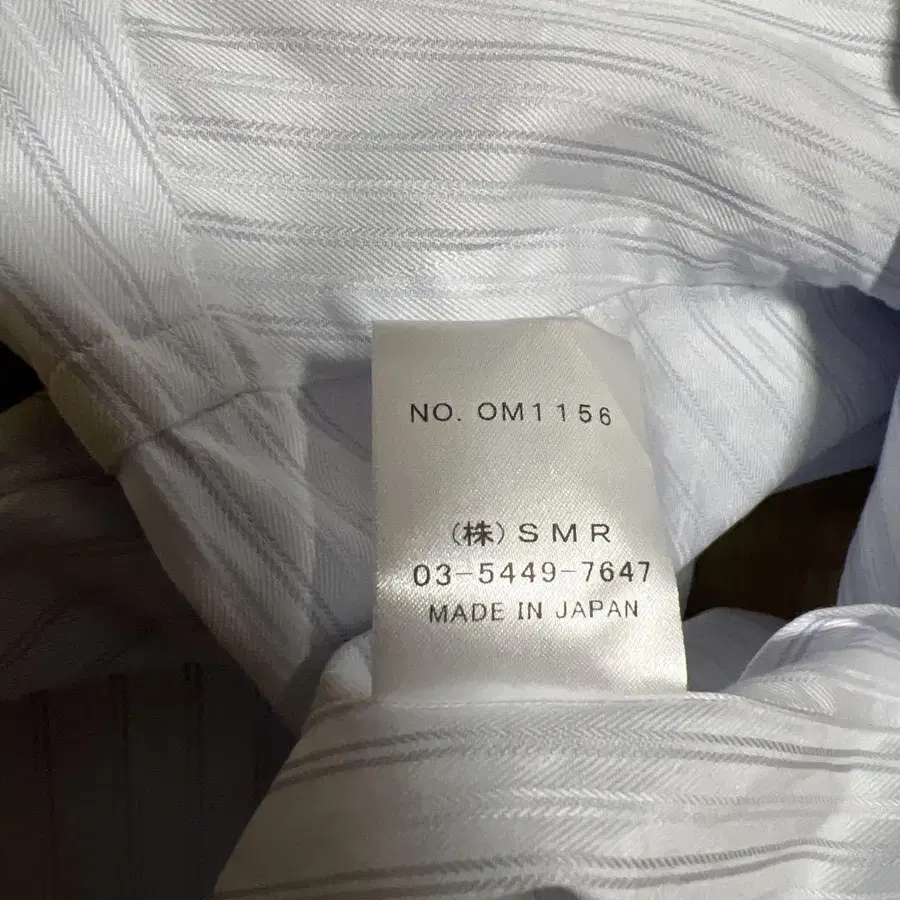 NO. OM1156
(株)SMR
03-5449-7647
MADE IN JAPAN